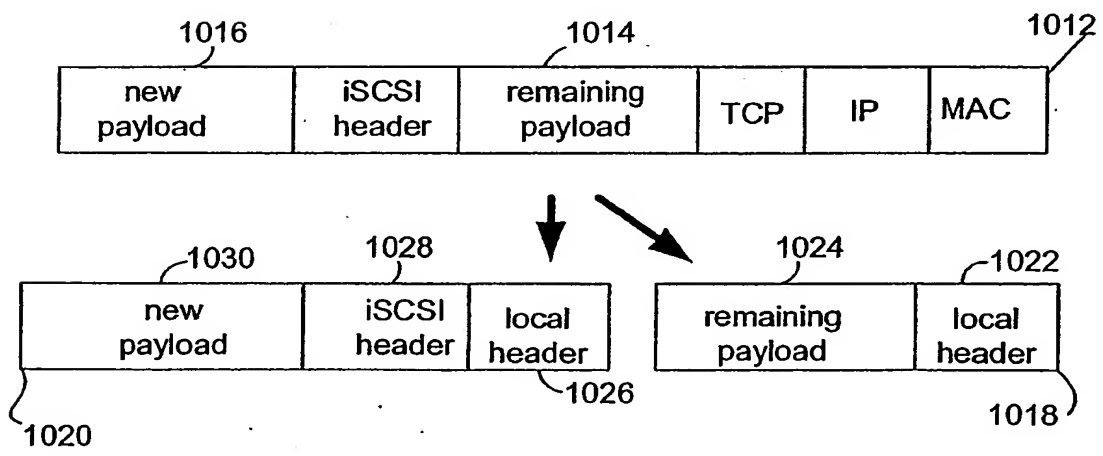 1016
1014
1012
new
payload
iSCSI
header
remaining
payload
TCP
IP
MAC
1030
1028
1024
1022
new
payload
iSCSI
header
local
header
remaining
payload
local
header
1026
1018
1020